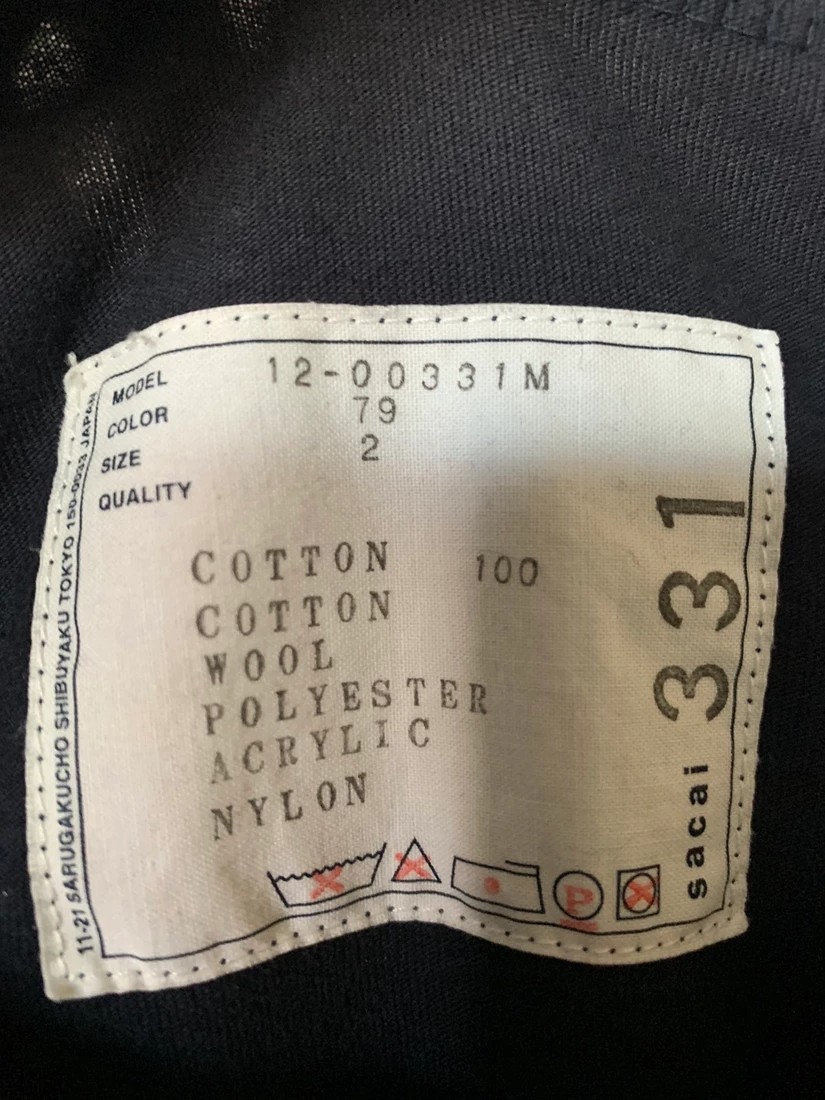 MODEL 12-00331M
COLOR 79
SIZE 2
QUALITY
COTTON 100
COTTON
WOOL
POLYESTER
ACRYLIC
NYLON
P
sacai 331
11-21 SARUGAKUCHO SHIBUYAKU TOKYO 150-0033 JAPAN